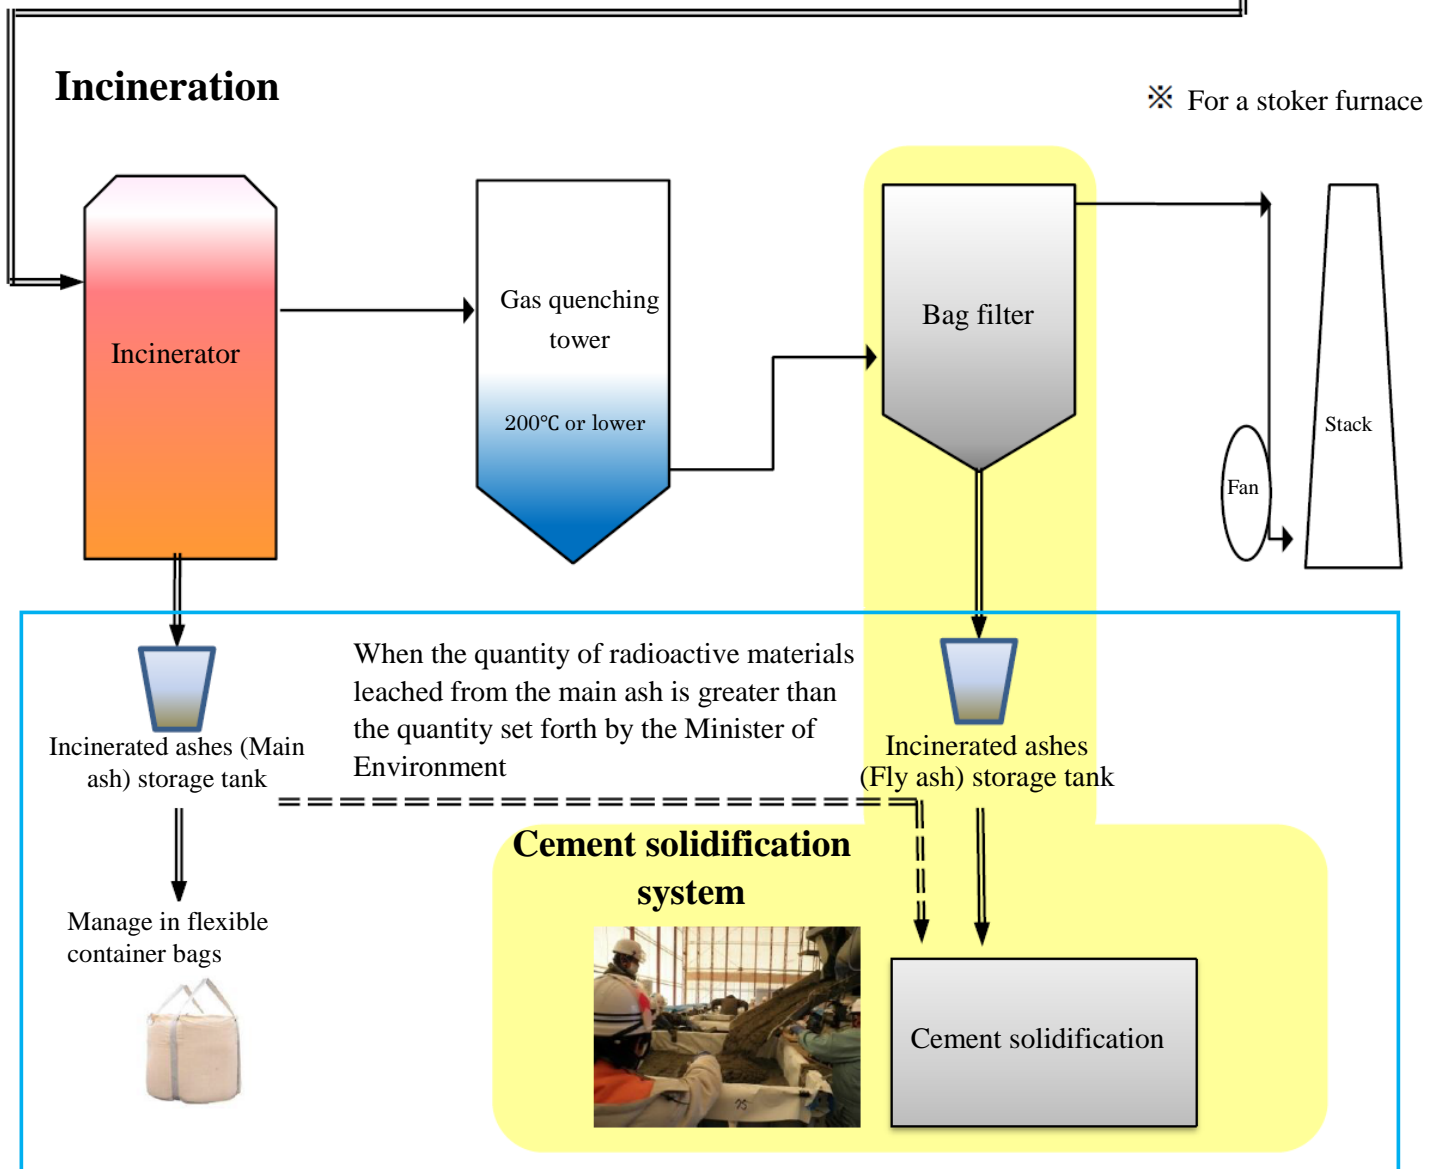 Incineration
※ For a stoker furnace
Incinerator
Gas quenching
tower
200℃ or lower
Bag filter
Fan
Stack
When the quantity of radioactive materials
leached from the main ash is greater than
the quantity set forth by the Minister of
Environment
Incinerated ashes (Main
ash) storage tank
Incinerated ashes
(Fly ash) storage tank
Cement solidification
system
Manage in flexible
container bags
Cement solidification